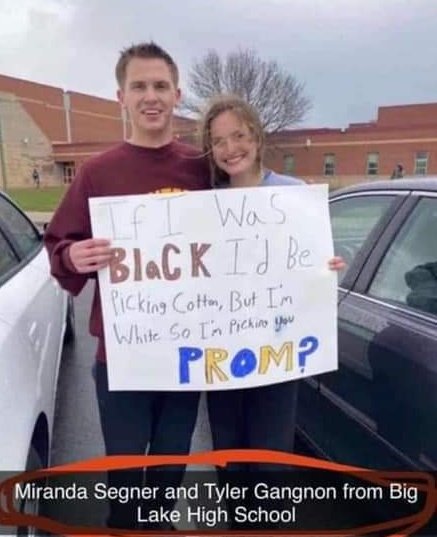 If I Was
BlaCK I'd Be
Picking Cotton, But I'm
White So I'm Picking You
PROM?
Miranda Segner and Tyler Gangnon from Big
Lake High School